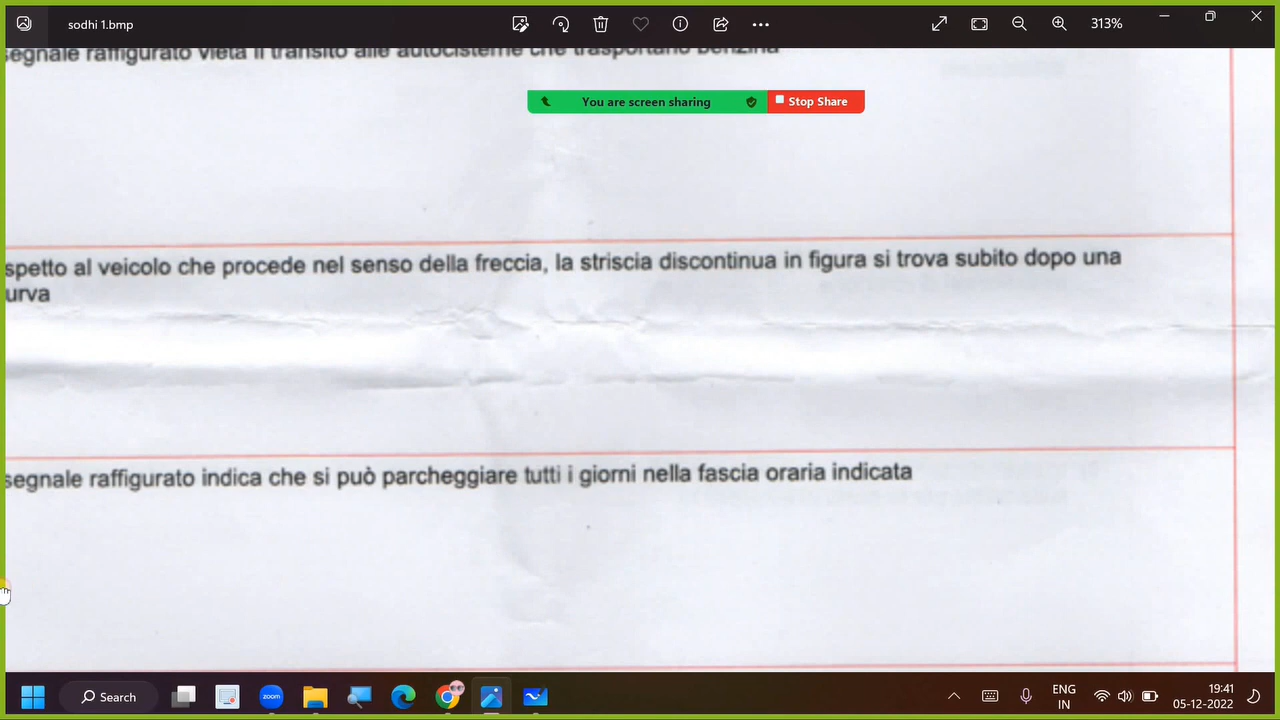 sodhi 1.bmp
313%
segnale raffigurato vieta il transito alle autocisterne che trasportano benzina
You are screen sharing
Stop Share
spetto al veicolo che procede nel senso della freccia, la striscia discontinua in figura si trova subito dopo una
urva
segnale raffigurato indica che si può parcheggiare tutti i giorni nella fascia oraria indicata
Search
zoom
ENG
IN
19:41
05-12-2022